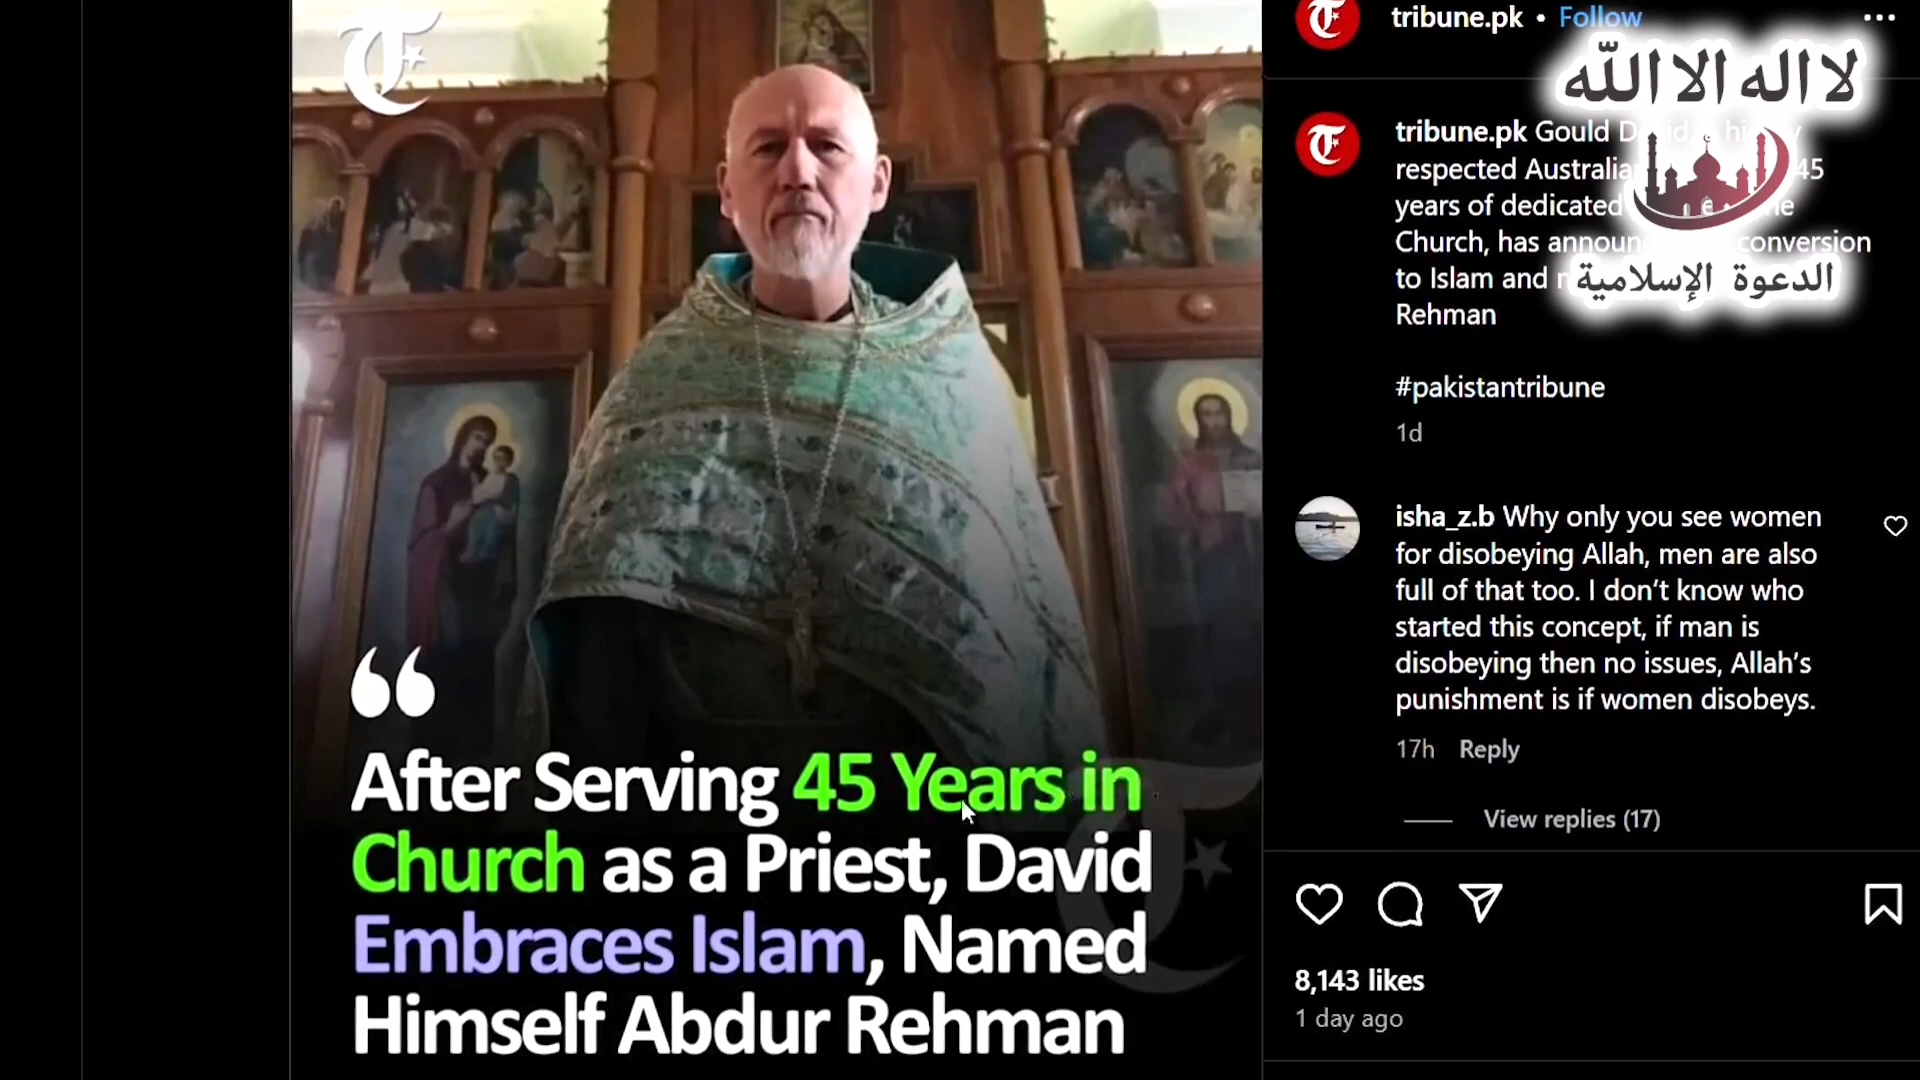 tribune.pk • Follow
لا اله الا الله
tribune.pk Gould
respected
45
years of dedicated
Church, has conversion
to Islam and
Rehman
الدعوة الإسلامية
#pakistantribune
1d
isha_z.b Why only you see women
for disobeying Allah, men are also
full of that too. I don’t know who
started this concept, if man is
disobeying then no issues, Allah’s
punishment is if women disobeys.
17h Reply
View replies (17)
8,143 likes
1 day ago
After Serving 45 Years in
Church as a Priest, David
Embraces Islam, Named
Himself Abdur Rehman